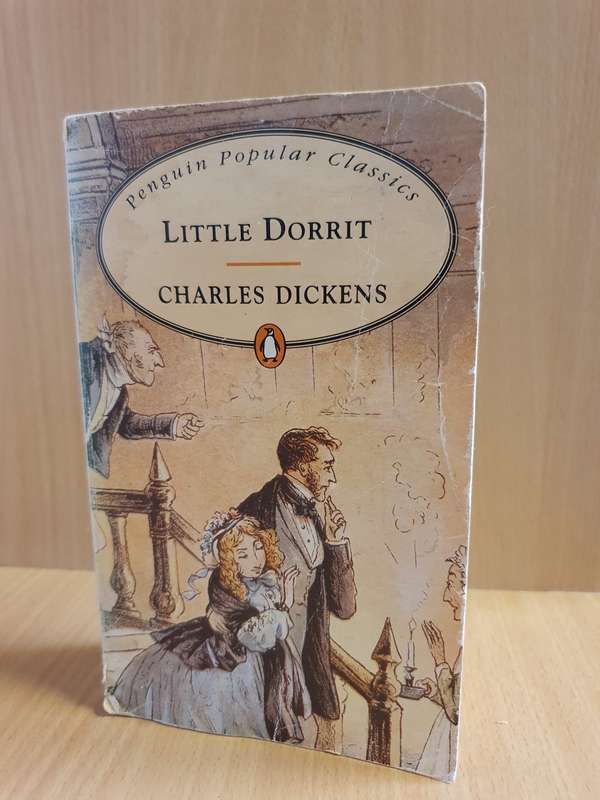 Penguin Popular Classics
LITTLE DORRIT
CHARLES DICKENS